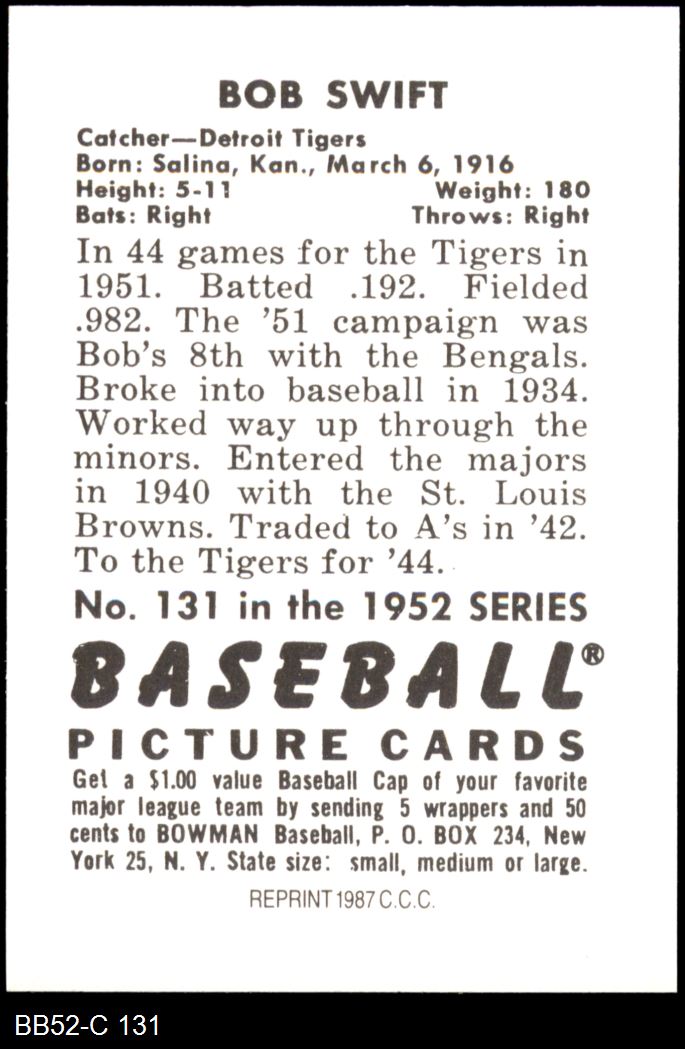 BOB SWIFT
Catcher—Detroit Tigers
Born: Salina, Kan., March 6, 1916
Height: 5-11 Weight: 180
Bats: Right Throws: Right
In 44 games for the Tigers in
1951. Batted .192. Fielded
.982. The '51 campaign was
Bob's 8th with the Bengals.
Broke into baseball in 1934.
Worked way up through the
minors. Entered the majors
in 1940 with the St. Louis
Browns. Traded to A's in '42.
To the Tigers for '44.
No. 131 in the 1952 SERIES
BASEBALL®
PICTURE CARDS
Get a $1.00 value Baseball Cap of your favorite
major league team by sending 5 wrappers and 50
cents to BOWMAN Baseball, P. O. BOX 234, New
York 25, N. Y. State size: small, medium or large.
REPRINT 1987 C.C.C.
BB52-C 131